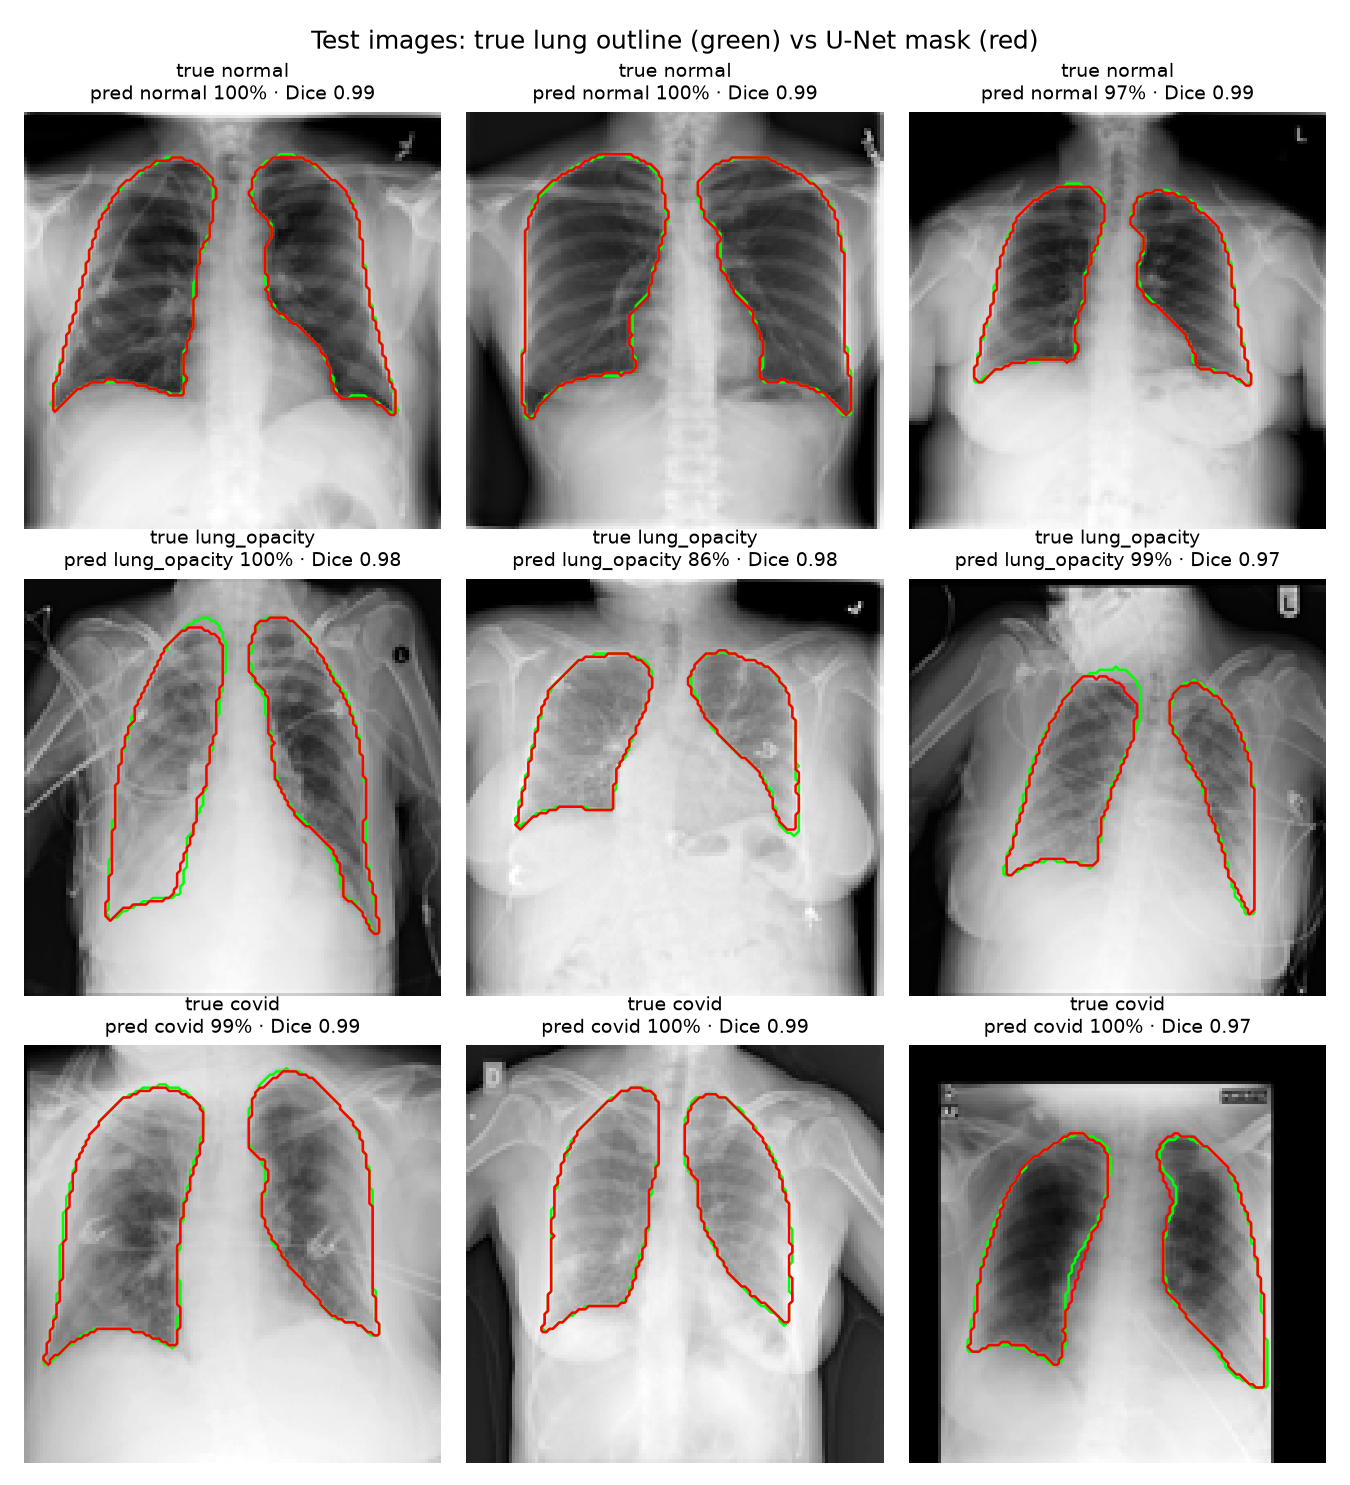 Test images: true lung outline (green) vs U-Net mask (red)
true normal
pred normal 100% · Dice 0.99
true normal
pred normal 100% · Dice 0.99
true normal
pred normal 97% · Dice 0.99
L
true lung_opacity
pred lung_opacity 100% · Dice 0.98
true lung_opacity
pred lung_opacity 86% · Dice 0.98
true lung_opacity
pred lung_opacity 99% · Dice 0.97
L
true covid
pred covid 99% · Dice 0.99
true covid
pred covid 100% · Dice 0.99
true covid
pred covid 100% · Dice 0.97
D